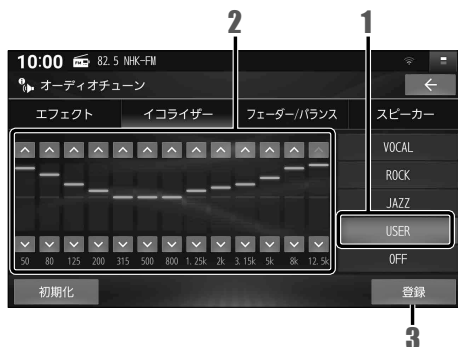 2
1
10:00 FM 82.5 NHK-FM
オーディオチューン
エフェクト イコライザー フェーダー/バランス スピーカー
VOCAL
ROCK
JAZZ
USER
50 80 125 200 315 500 800 1.25k 2k 3.15k 5k 8k 12.5k OFF
初期化 登録
3